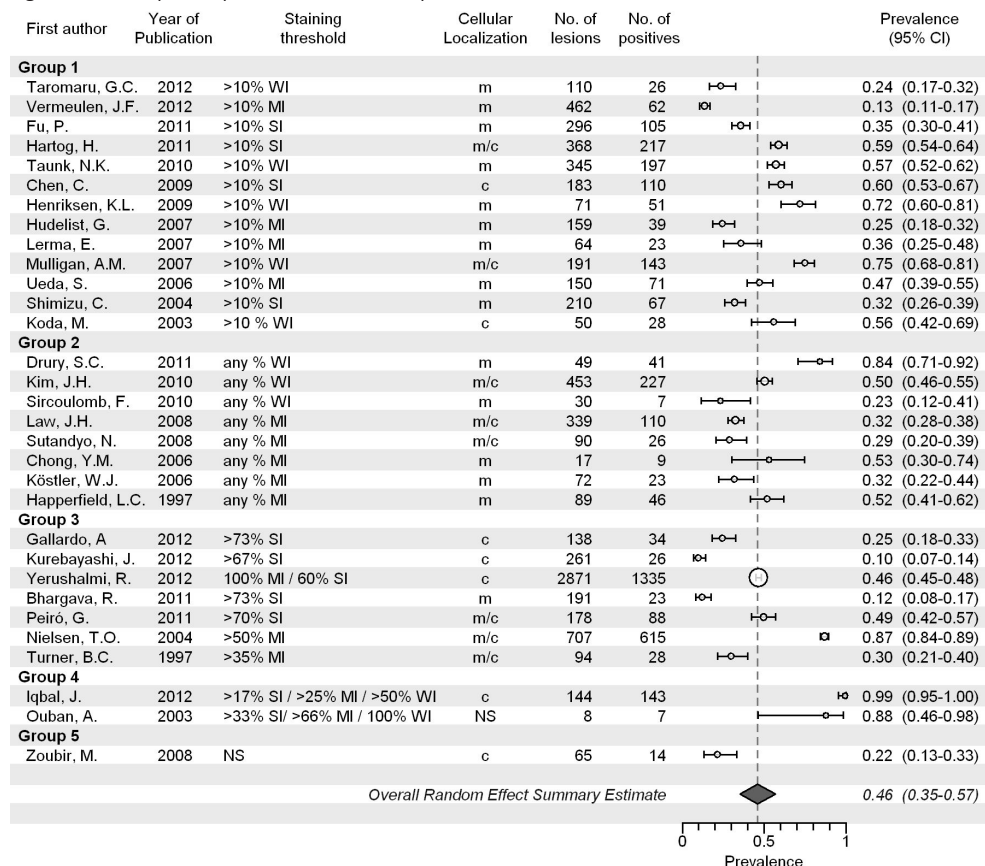 First author Year of Publication Staining threshold Cellular Localization No. of lesions No. of positives Prevalence (95% CI)
Group 1
Taromaru, G.C. 2012 >10% WI m 110 26 0.24 (0.17-0.32)
Vermeulen, J.F. 2012 >10% MI m 462 62 0.13 (0.11-0.17)
Fu, P. 2011 >10% SI m 296 105 0.35 (0.30-0.41)
Hartog, H. 2011 >10% SI m/c 368 217 0.59 (0.54-0.64)
Taunk, N.K. 2010 >10% WI m 345 197 0.57 (0.52-0.62)
Chen, C. 2009 >10% SI c 183 110 0.60 (0.53-0.67)
Henriksen, K.L. 2009 >10% WI m 71 51 0.72 (0.60-0.81)
Hudelist, G. 2007 >10% MI m 159 39 0.25 (0.18-0.32)
Lerma, E. 2007 >10% MI m 64 23 0.36 (0.25-0.48)
Mulligan, A.M. 2007 >10% WI m/c 191 143 0.75 (0.68-0.81)
Ueda, S. 2006 >10% MI m 150 71 0.47 (0.39-0.55)
Shimizu, C. 2004 >10% SI m 210 67 0.32 (0.26-0.39)
Koda, M. 2003 >10 % WI c 50 28 0.56 (0.42-0.69)
Group 2
Drury, S.C. 2011 any % WI m 49 41 0.84 (0.71-0.92)
Kim, J.H. 2010 any % WI m/c 453 227 0.50 (0.46-0.55)
Sircoulomb, F. 2010 any % WI m 30 7 0.23 (0.12-0.41)
Law, J.H. 2008 any % MI m/c 339 110 0.32 (0.28-0.38)
Sutandyo, N. 2008 any % MI m/c 90 26 0.29 (0.20-0.39)
Chong, Y.M. 2006 any % MI m 17 9 0.53 (0.30-0.74)
Köstler, W.J. 2006 any % MI m 72 23 0.32 (0.22-0.44)
Happerfield, L.C. 1997 any % MI m 89 46 0.52 (0.41-0.62)
Group 3
Gallardo, A 2012 >73% SI c 138 34 0.25 (0.18-0.33)
Kurebayashi, J. 2012 >67% SI c 261 26 0.10 (0.07-0.14)
Yerushalmi, R. 2012 100% MI / 60% SI c 2871 1335 0.46 (0.45-0.48)
Bhargava, R. 2011 >73% SI m 191 23 0.12 (0.08-0.17)
Peiró, G. 2011 >70% SI m/c 178 88 0.49 (0.42-0.57)
Nielsen, T.O. 2004 >50% MI m/c 707 615 0.87 (0.84-0.89)
Turner, B.C. 1997 >35% MI m/c 94 28 0.30 (0.21-0.40)
Group 4
Iqbal, J. 2012 >17% SI / >25% MI / >50% WI c 144 143 0.99 (0.95-1.00)
Ouban, A. 2003 >33% SI/ >66% MI / 100% WI NS 8 7 0.88 (0.46-0.98)
Group 5
Zoubir, M. 2008 NS c 65 14 0.22 (0.13-0.33)
Overall Random Effect Summary Estimate 0.46 (0.35-0.57)
0 0.5 1
Prevalence